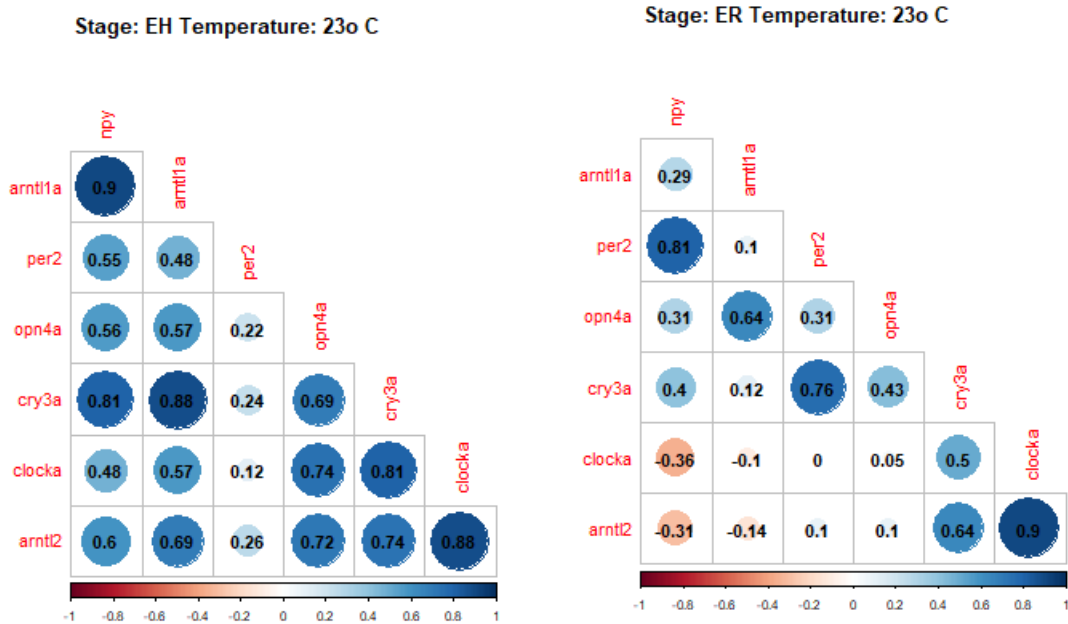 Stage: EH Temperature: 23o C
npy
arntl1a 0.9 arntl1a
per2 0.55 0.48 per2
opn4a 0.56 0.57 0.22 opn4a
cry3a 0.81 0.88 0.24 0.69 cry3a
clocka 0.48 0.57 0.12 0.74 0.81 clocka
arntl2 0.6 0.69 0.26 0.72 0.74 0.88
-1 -0.8 -0.6 -0.4 -0.2 0 0.2 0.4 0.6 0.8 1
Stage: ER Temperature: 23o C
npy
arntl1a 0.29 arntl1a
per2 0.81 0.1 per2
opn4a 0.31 0.64 0.31 opn4a
cry3a 0.4 0.12 0.76 0.43 cry3a
clocka -0.36 -0.1 0 0.05 0.5 clocka
arntl2 -0.31 -0.14 0.1 0.1 0.64 0.9
-1 -0.8 -0.6 -0.4 -0.2 0 0.2 0.4 0.6 0.8 1